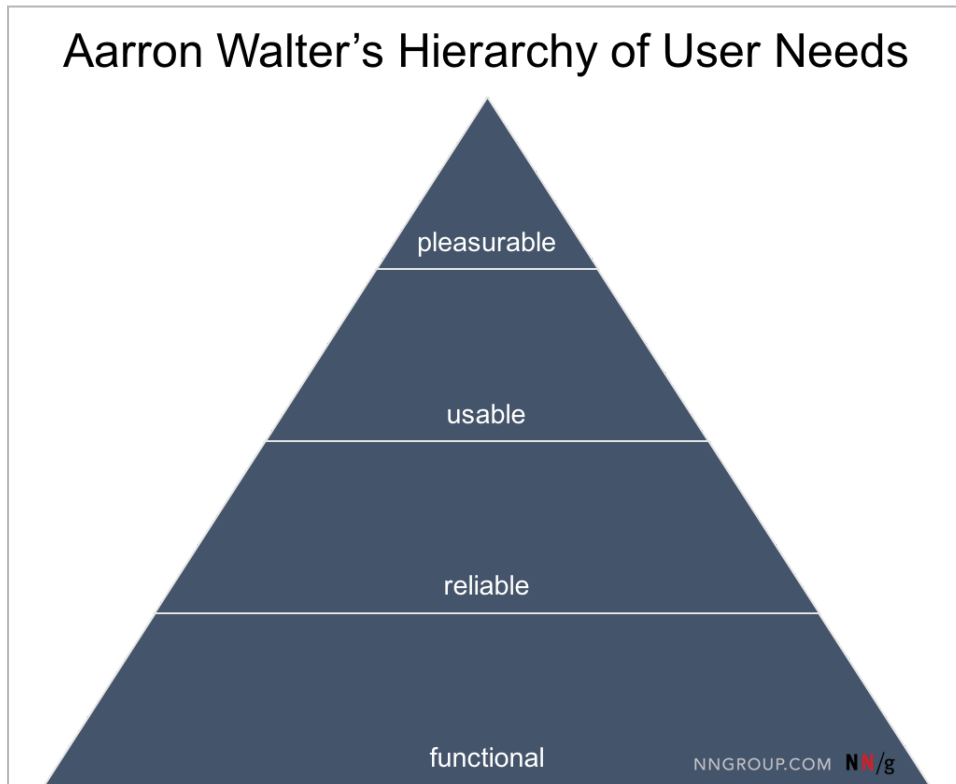 Aarron Walter’s Hierarchy of User Needs
pleasurable
usable
reliable
functional
NNGROUP.COM NN/g